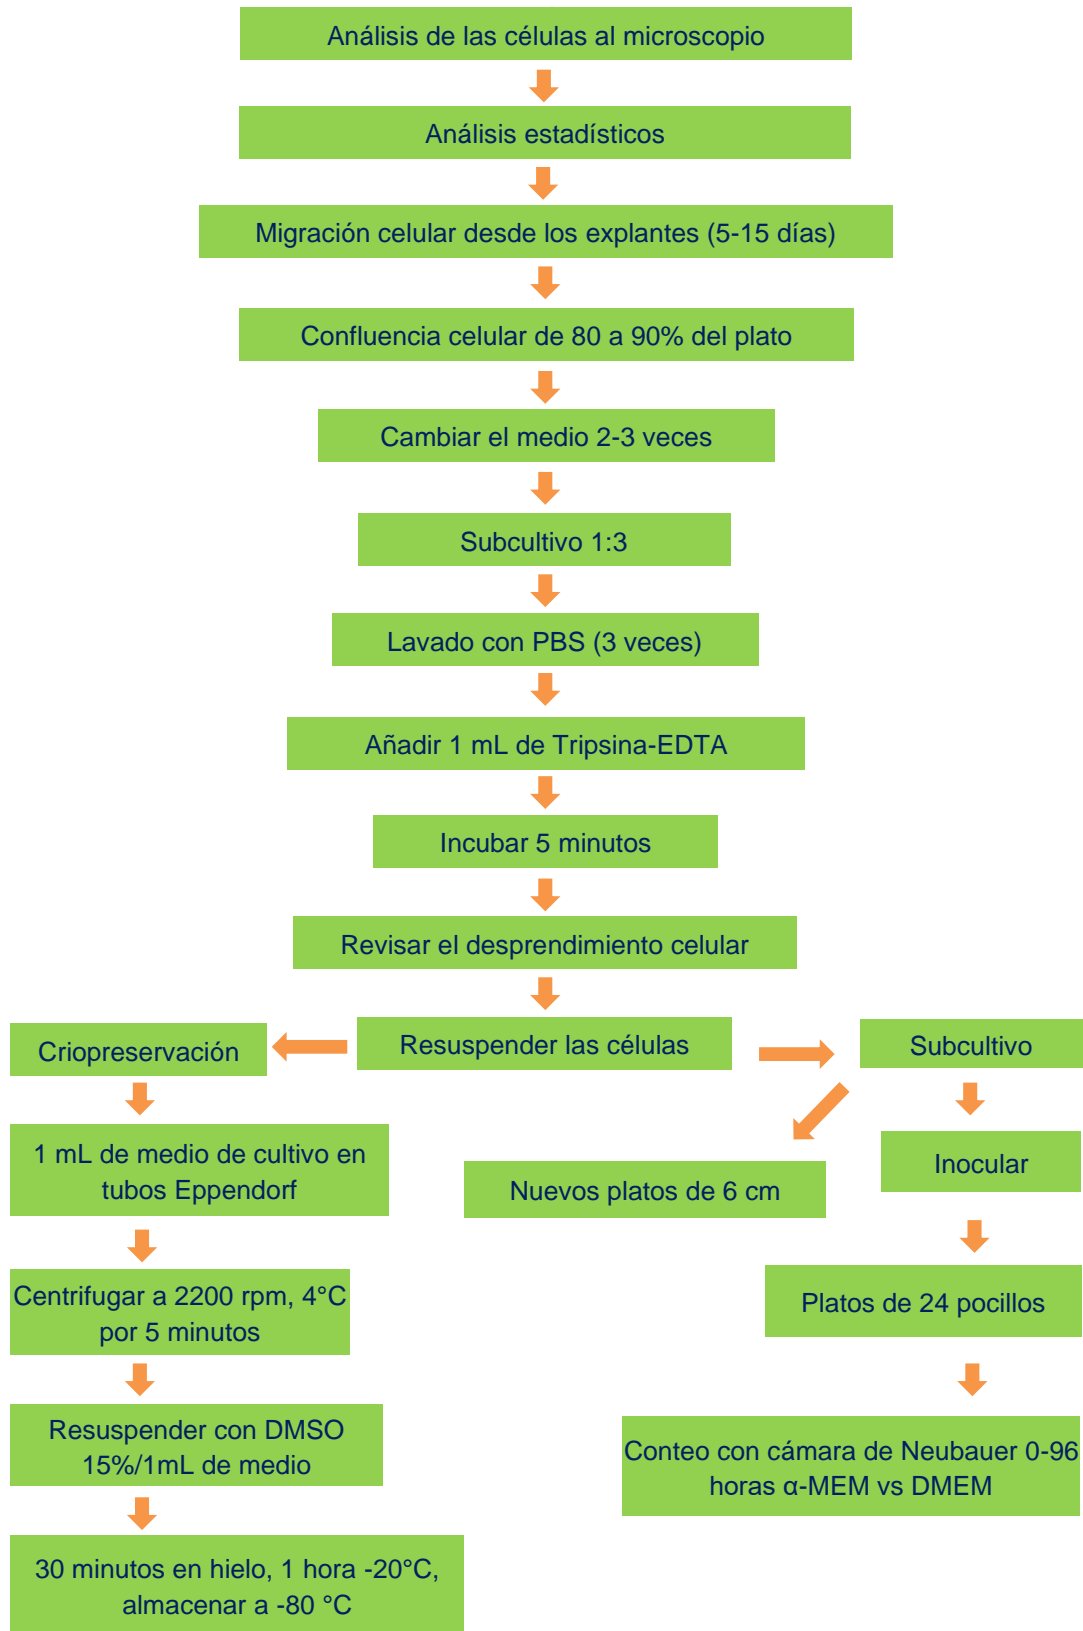 Análisis de las células al microscopio
Análisis estadísticos
Migración celular desde los explantes (5-15 días)
Confluencia celular de 80 a 90% del plato
Cambiar el medio 2-3 veces
Subcultivo 1:3
Lavado con PBS (3 veces)
Añadir 1 mL de Tripsina-EDTA
Incubar 5 minutos
Revisar el desprendimiento celular
Resuspender las células
Criopreservación
1 mL de medio de cultivo en
tubos Eppendorf
Centrifugar a 2200 rpm, 4°C
por 5 minutos
Resuspender con DMSO
15%/1mL de medio
30 minutos en hielo, 1 hora -20°C,
almacenar a -80 °C
Subcultivo
Nuevos platos de 6 cm
Inocular
Platos de 24 pocillos
Conteo con cámara de Neubauer 0-96
horas α-MEM vs DMEM